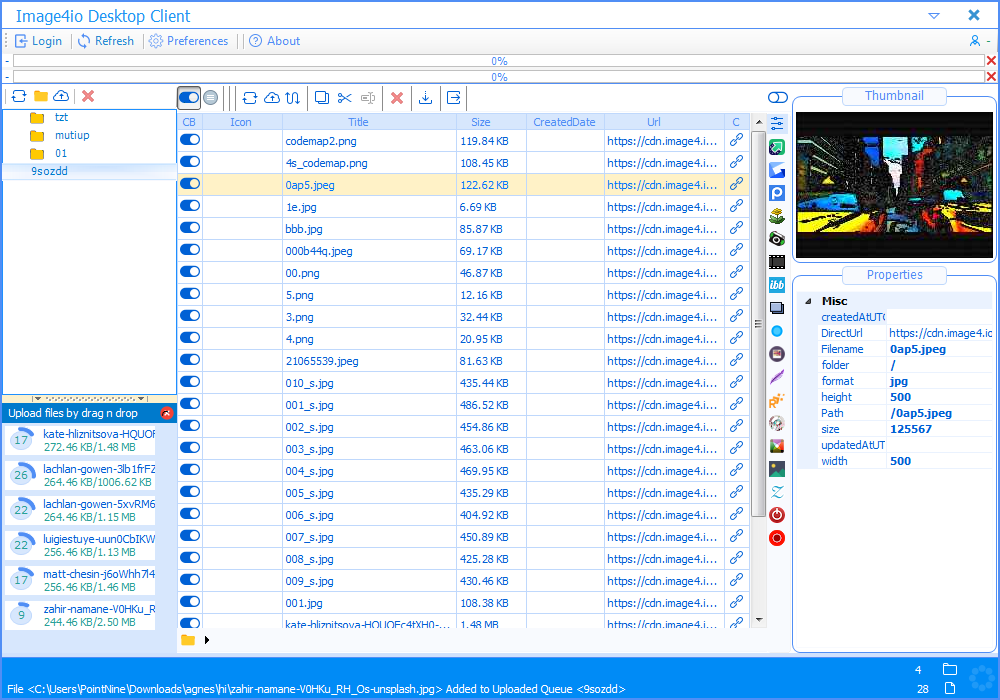 Image4io Desktop Client
Login Refresh Preferences About
- 0%
- 0%
tzt
mutiup
01
9sozdd
CB Icon Title Size CreatedDate Url C
codemap2.png 119.84 KB https://cdn.image4.i...
4s_codemap.png 108.45 KB https://cdn.image4.i...
0ap5.jpeg 122.62 KB https://cdn.image4.i...
1e.jpg 6.69 KB https://cdn.image4.i...
bbb.jpg 85.87 KB https://cdn.image4.i...
000b44q.jpeg 69.17 KB https://cdn.image4.i...
00.png 46.87 KB https://cdn.image4.i...
5.png 12.16 KB https://cdn.image4.i...
3.png 32.44 KB https://cdn.image4.i...
4.png 20.95 KB https://cdn.image4.i...
21065539.jpeg 81.63 KB https://cdn.image4.i...
010_s.jpg 435.44 KB https://cdn.image4.i...
001_s.jpg 486.52 KB https://cdn.image4.i...
002_s.jpg 454.86 KB https://cdn.image4.i...
003_s.jpg 463.06 KB https://cdn.image4.i...
004_s.jpg 469.95 KB https://cdn.image4.i...
005_s.jpg 435.29 KB https://cdn.image4.i...
006_s.jpg 404.92 KB https://cdn.image4.i...
007_s.jpg 450.89 KB https://cdn.image4.i...
008_s.jpg 425.28 KB https://cdn.image4.i...
009_s.jpg 430.46 KB https://cdn.image4.i...
001.jpg 108.38 KB https://cdn.image4.i...
kate-hliznitsova-HQUOEc4tXH0-... 1.48 MB https://cdn.image4.i...
Upload files by drag n drop
17 kate-hliznitsova-HQUOE
272.46 KB/1.48 MB
26 lachlan-gowen-3lb1frFZ
264.46 KB/1006.62 KB
22 lachlan-gowen-5xvRM6
264.46 KB/1.15 MB
22 luigiestuye-uun0CbIKW
256.46 KB/1.13 MB
17 matt-chesin-j6oWhh7l4
256.46 KB/1.46 MB
9 zahir-namane-V0HKu_R
244.46 KB/2.50 MB
ibb
Thumbnail
Properties
Misc
createdAtUTC
DirectUrl https://cdn.image4.io
Filename 0ap5.jpeg
folder /
format jpg
height 500
Path /0ap5.jpeg
size 125567
updatedAtUT
width 500
4
File <C:\Users\PointNine\Downloads\agnes\hi\zahir-namane-V0HKu_RH_Os-unsplash.jpg> Added to Uploaded Queue <9sozdd> 28